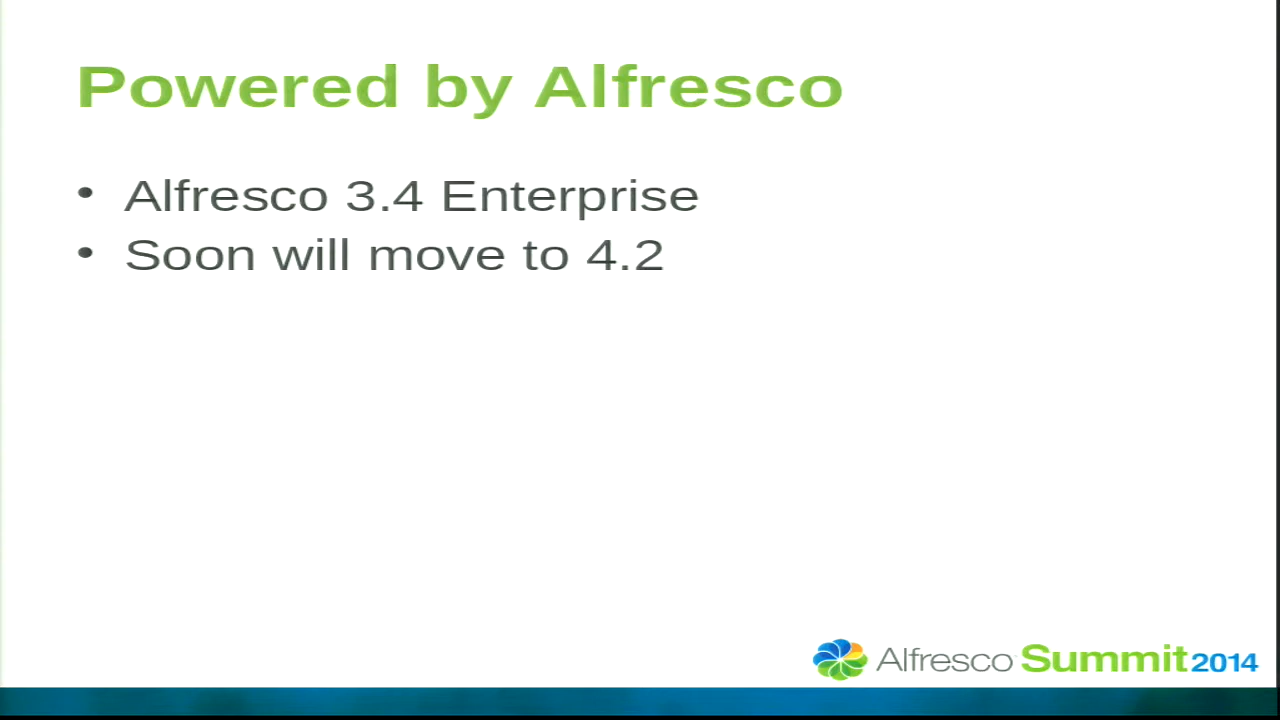 Powered by Alfresco
• Alfresco 3.4 Enterprise
• Soon will move to 4.2
Alfresco Summit 2014